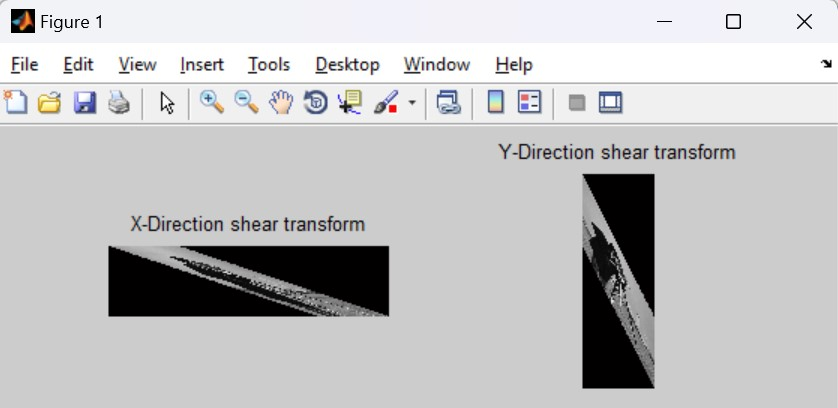 Figure 1
File Edit View Insert Tools Desktop Window Help
Y-Direction shear transform
X-Direction shear transform